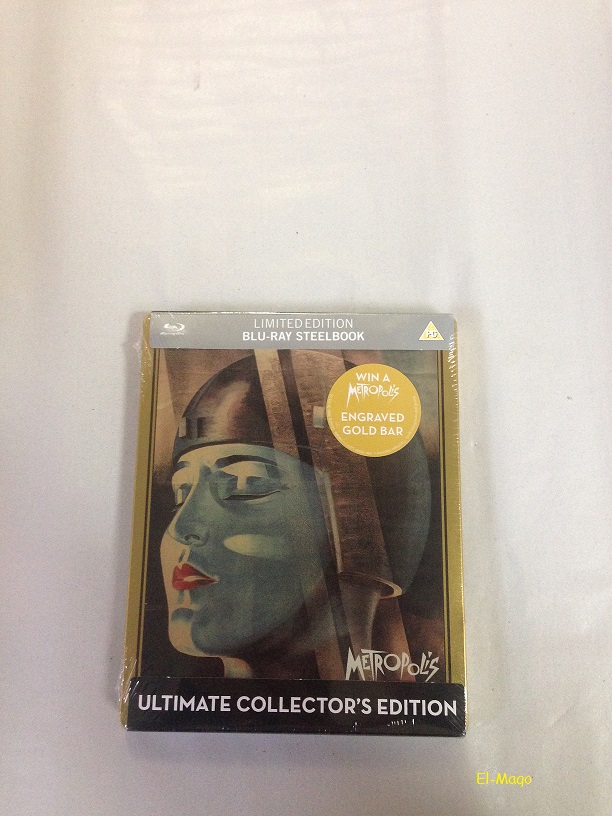 LIMITED EDITION
BLU-RAY STEELBOOK
PG
WIN A
METROPOLIS
ENGRAVED
GOLD BAR
METROPOLIS
ULTIMATE COLLECTOR'S EDITION
El-Mago